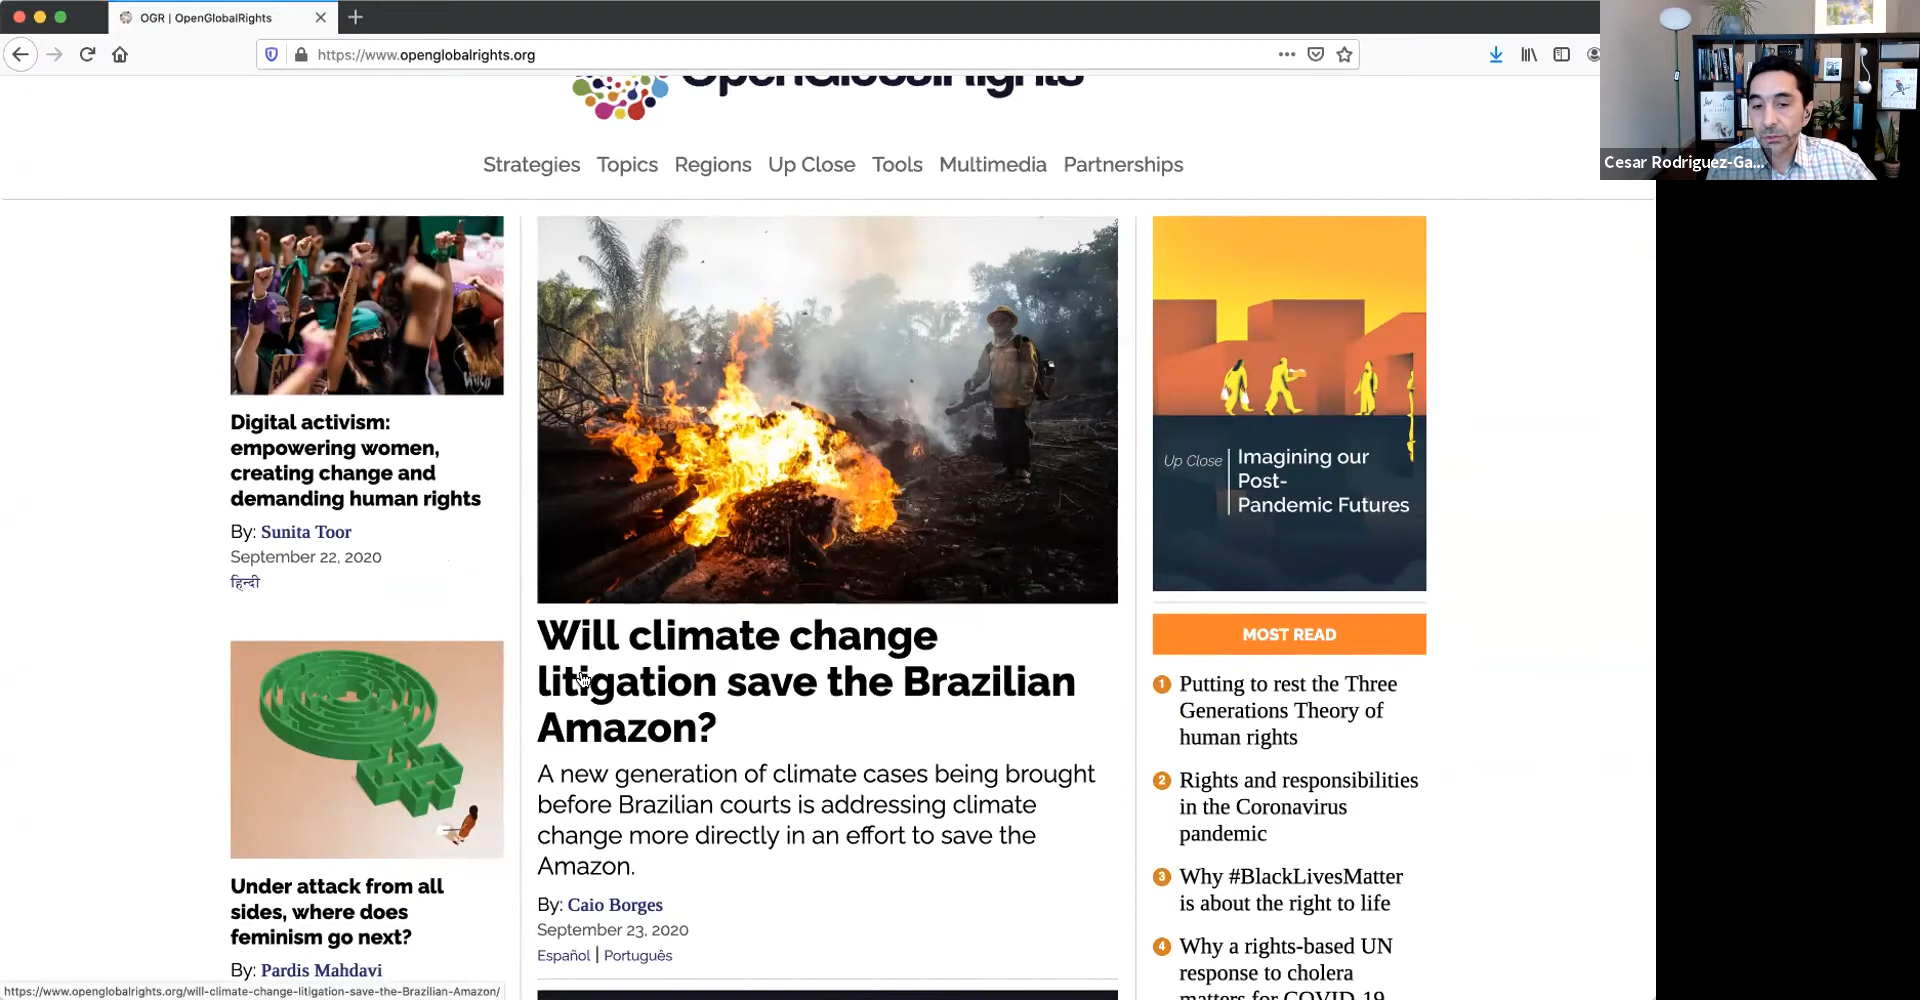 OGR | OpenGlobalRights
https://www.openglobalrights.org
OpenGlobalRights
Cesar Rodriguez-Ga...
Strategies Topics Regions Up Close Tools Multimedia Partnerships
Digital activism:
empowering women,
creating change and
demanding human rights
By: Sunita Toor
September 22, 2020
हिन्दी
Under attack from all
sides, where does
feminism go next?
By: Pardis Mahdavi
Will climate change
litigation save the Brazilian
Amazon?
A new generation of climate cases being brought
before Brazilian courts is addressing climate
change more directly in an effort to save the
Amazon.
By: Caio Borges
September 23, 2020
Español | Português
Up Close
Imagining our
Post-
Pandemic Futures
MOST READ
1 Putting to rest the Three
Generations Theory of
human rights
2 Rights and responsibilities
in the Coronavirus
pandemic
3 Why #BlackLivesMatter
is about the right to life
4 Why a rights-based UN
response to cholera
matters for COVID-19
https://www.openglobalrights.org/will-climate-change-litigation-save-the-Brazilian-Amazon/